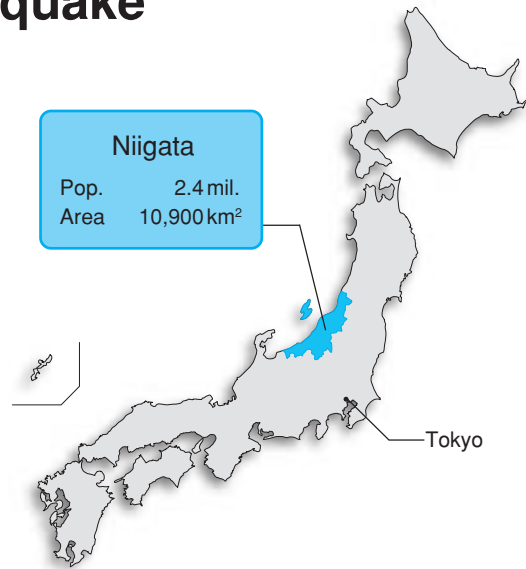 quake
Niigata
Pop. 2.4 mil.
Area 10,900 km²
Tokyo